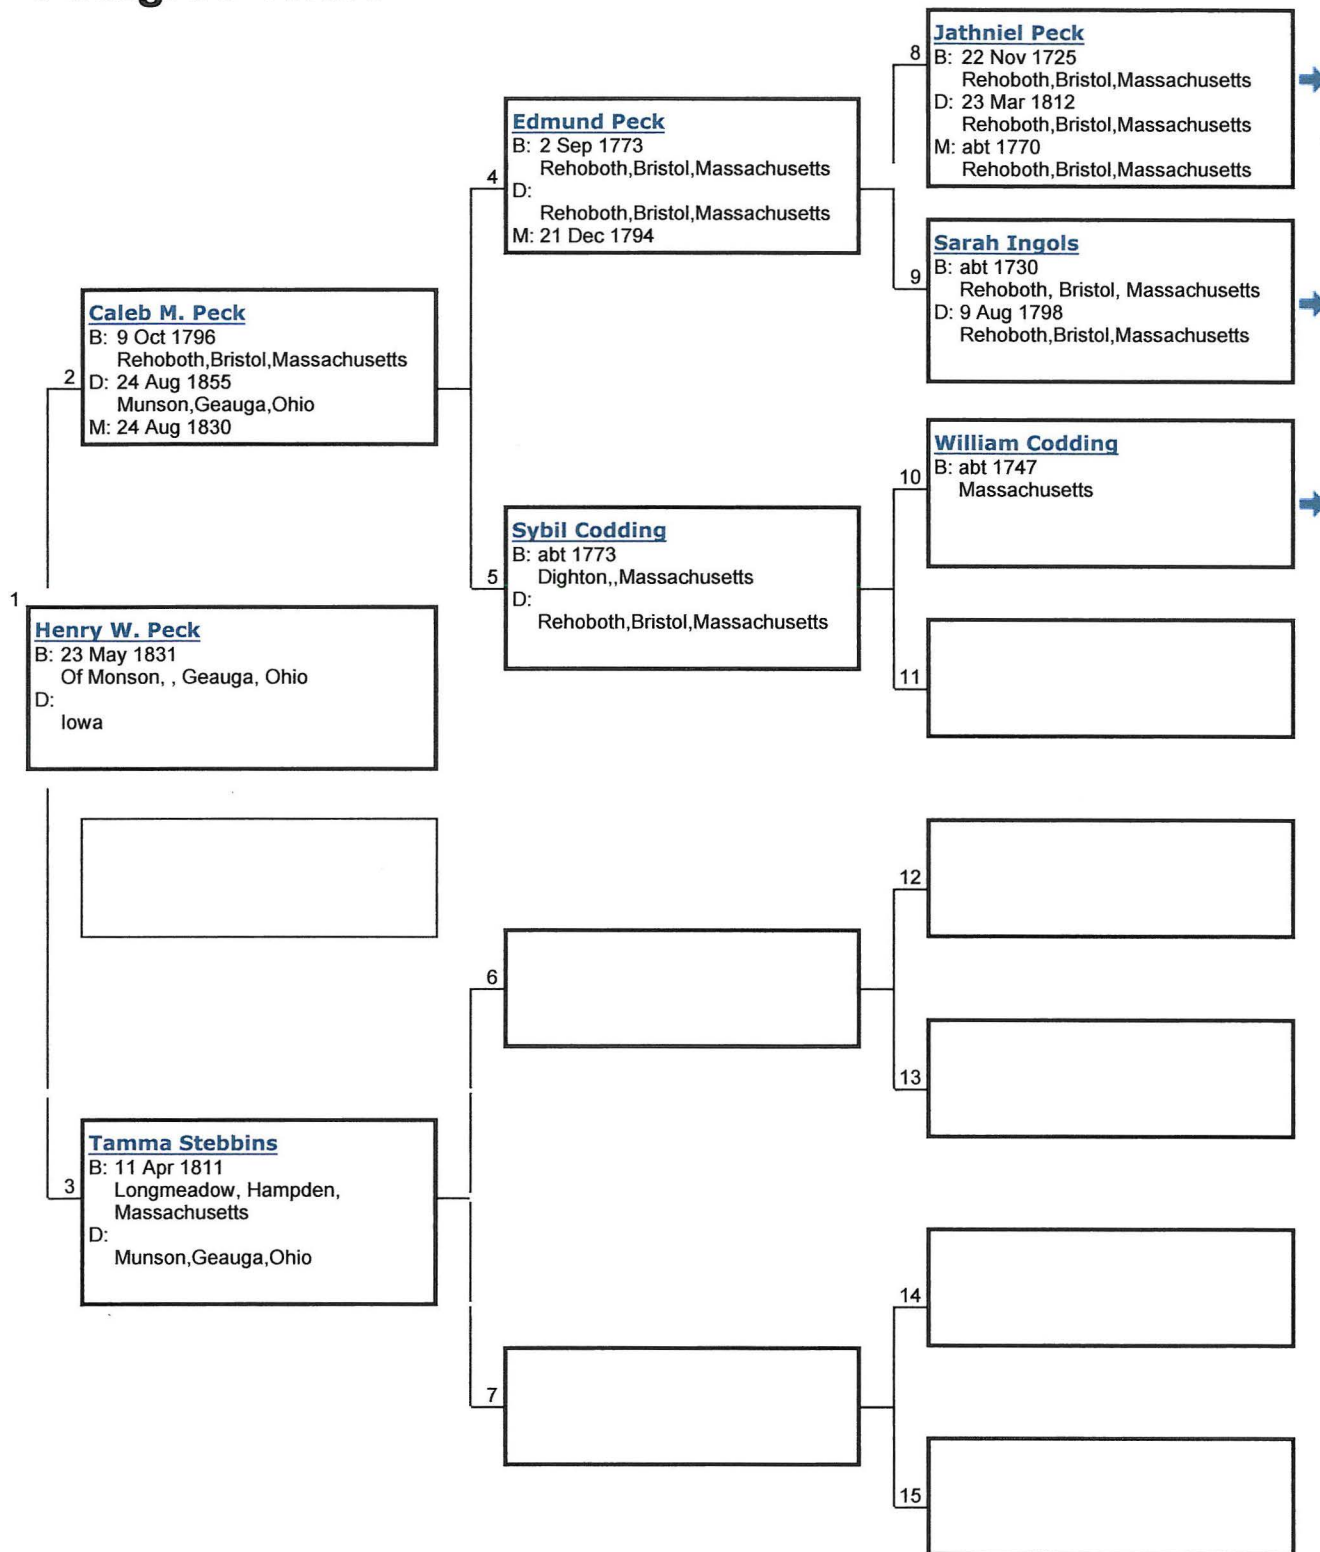 8
Jathniel Peck
B: 22 Nov 1725
Rehoboth,Bristol,Massachusetts
D: 23 Mar 1812
Rehoboth,Bristol,Massachusetts
M: abt 1770
Rehoboth,Bristol,Massachusetts
4
Edmund Peck
B: 2 Sep 1773
Rehoboth,Bristol,Massachusetts
D:
Rehoboth,Bristol,Massachusetts
M: 21 Dec 1794
9
Sarah Ingols
B: abt 1730
Rehoboth, Bristol, Massachusetts
D: 9 Aug 1798
Rehoboth,Bristol,Massachusetts
2
Caleb M. Peck
B: 9 Oct 1796
Rehoboth,Bristol,Massachusetts
D: 24 Aug 1855
Munson,Geauga,Ohio
M: 24 Aug 1830
10
William Codding
B: abt 1747
Massachusetts
5
Sybil Codding
B: abt 1773
Dighton,,Massachusetts
D:
Rehoboth,Bristol,Massachusetts
11
1
Henry W. Peck
B: 23 May 1831
Of Monson, , Geauga, Ohio
D:
Iowa
12
6
13
3
Tamma Stebbins
B: 11 Apr 1811
Longmeadow, Hampden,
Massachusetts
D:
Munson,Geauga,Ohio
14
7
15